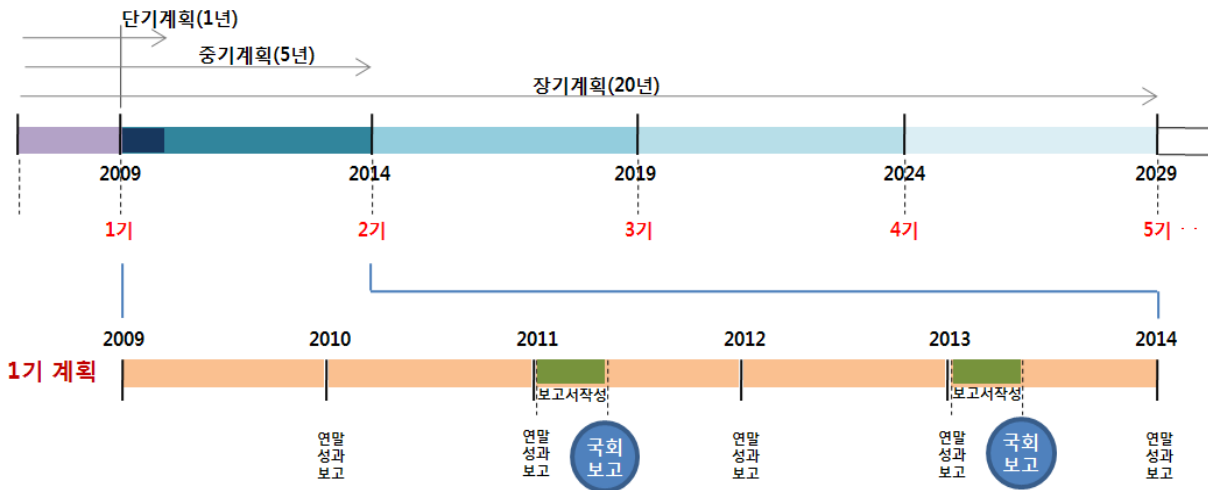 단기계획(1년)
중기계획(5년)
장기계획(20년)
2009 2014 2019 2024 2029
1기 2기 3기 4기 5기 ··
2009 2010 2011 2012 2013 2014
1기 계획
보고서작성 보고서작성
연말 연말 국회 연말 연말 국회 연말
성과 성과 보고 성과 성과 보고 성과
보고 보고 보고 보고 보고